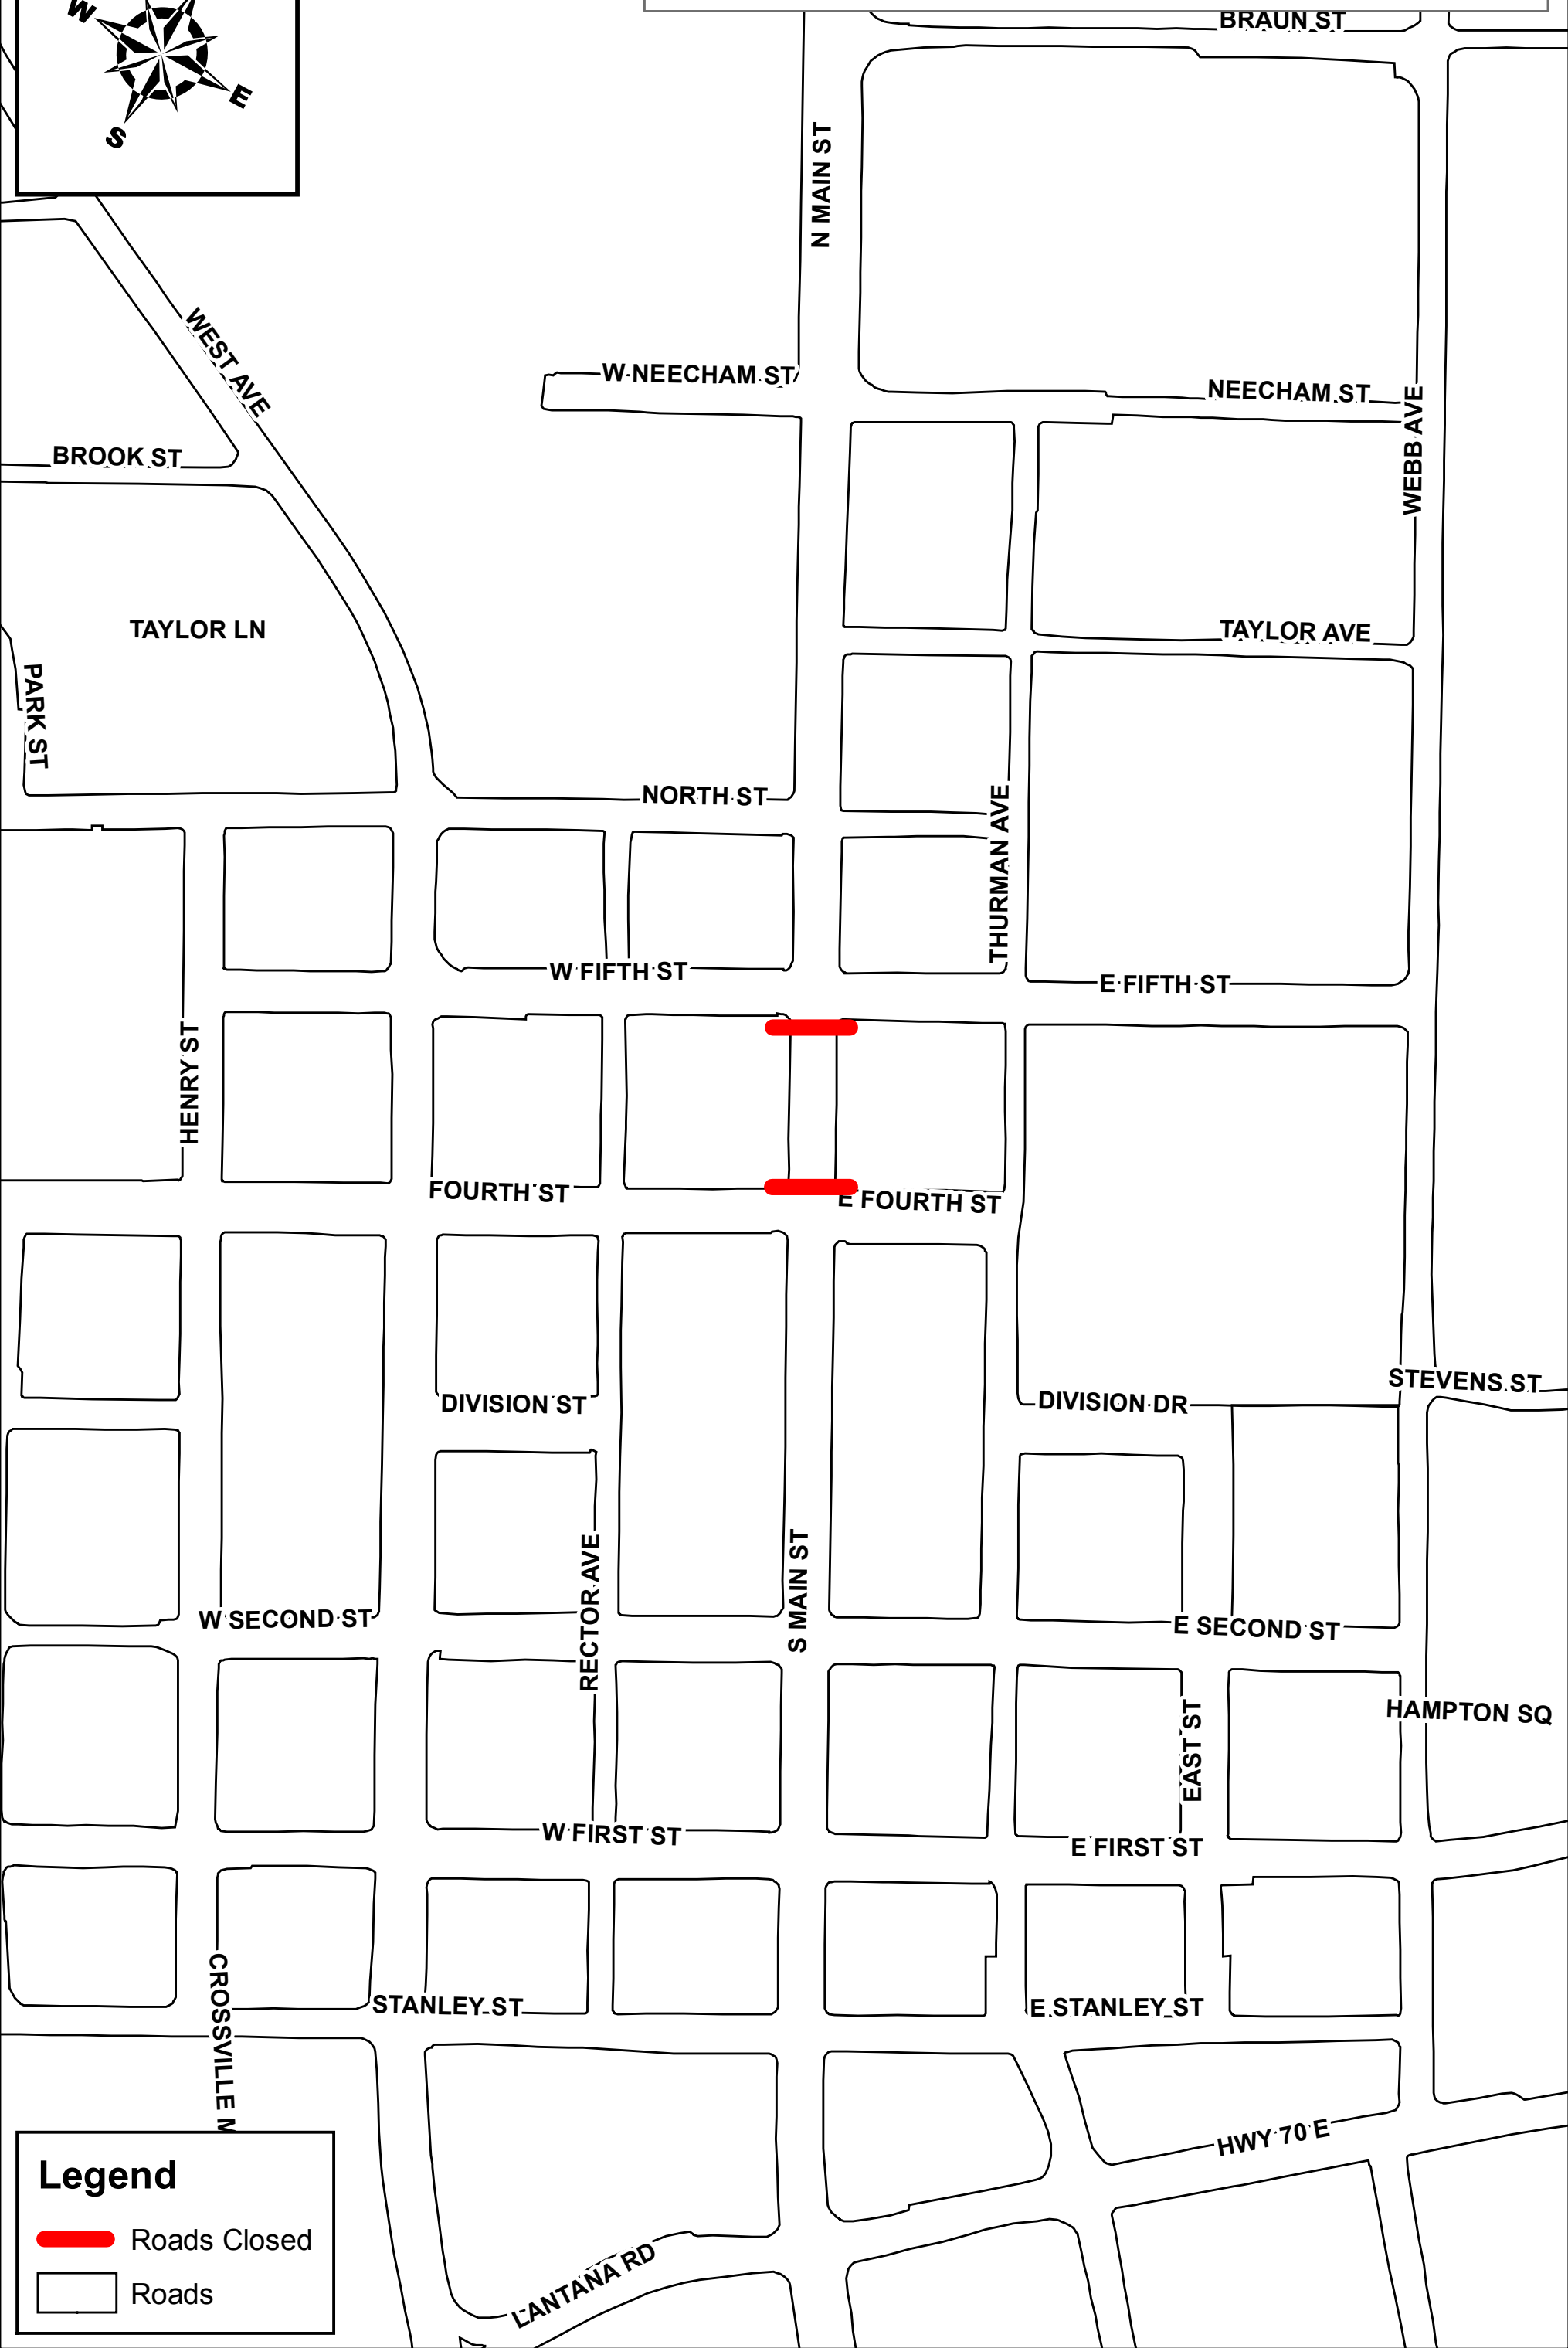 W
E
S
BRAUN ST
N MAIN ST
WEST AVE
W NEECHAM ST
NEECHAM ST
WEBB AVE
BROOK ST
TAYLOR LN
TAYLOR AVE
PARK ST
NORTH ST
THURMAN AVE
W FIFTH ST
E FIFTH ST
HENRY ST
FOURTH ST
E FOURTH ST
STEVENS ST
DIVISION ST
DIVISION DR
RECTOR AVE
S MAIN ST
W SECOND ST
E SECOND ST
EAST ST
HAMPTON SQ
W FIRST ST
E FIRST ST
CROSSVILLE M
STANLEY ST
E STANLEY ST
HWY 70 E
LANTANA RD
Legend
Roads Closed
Roads